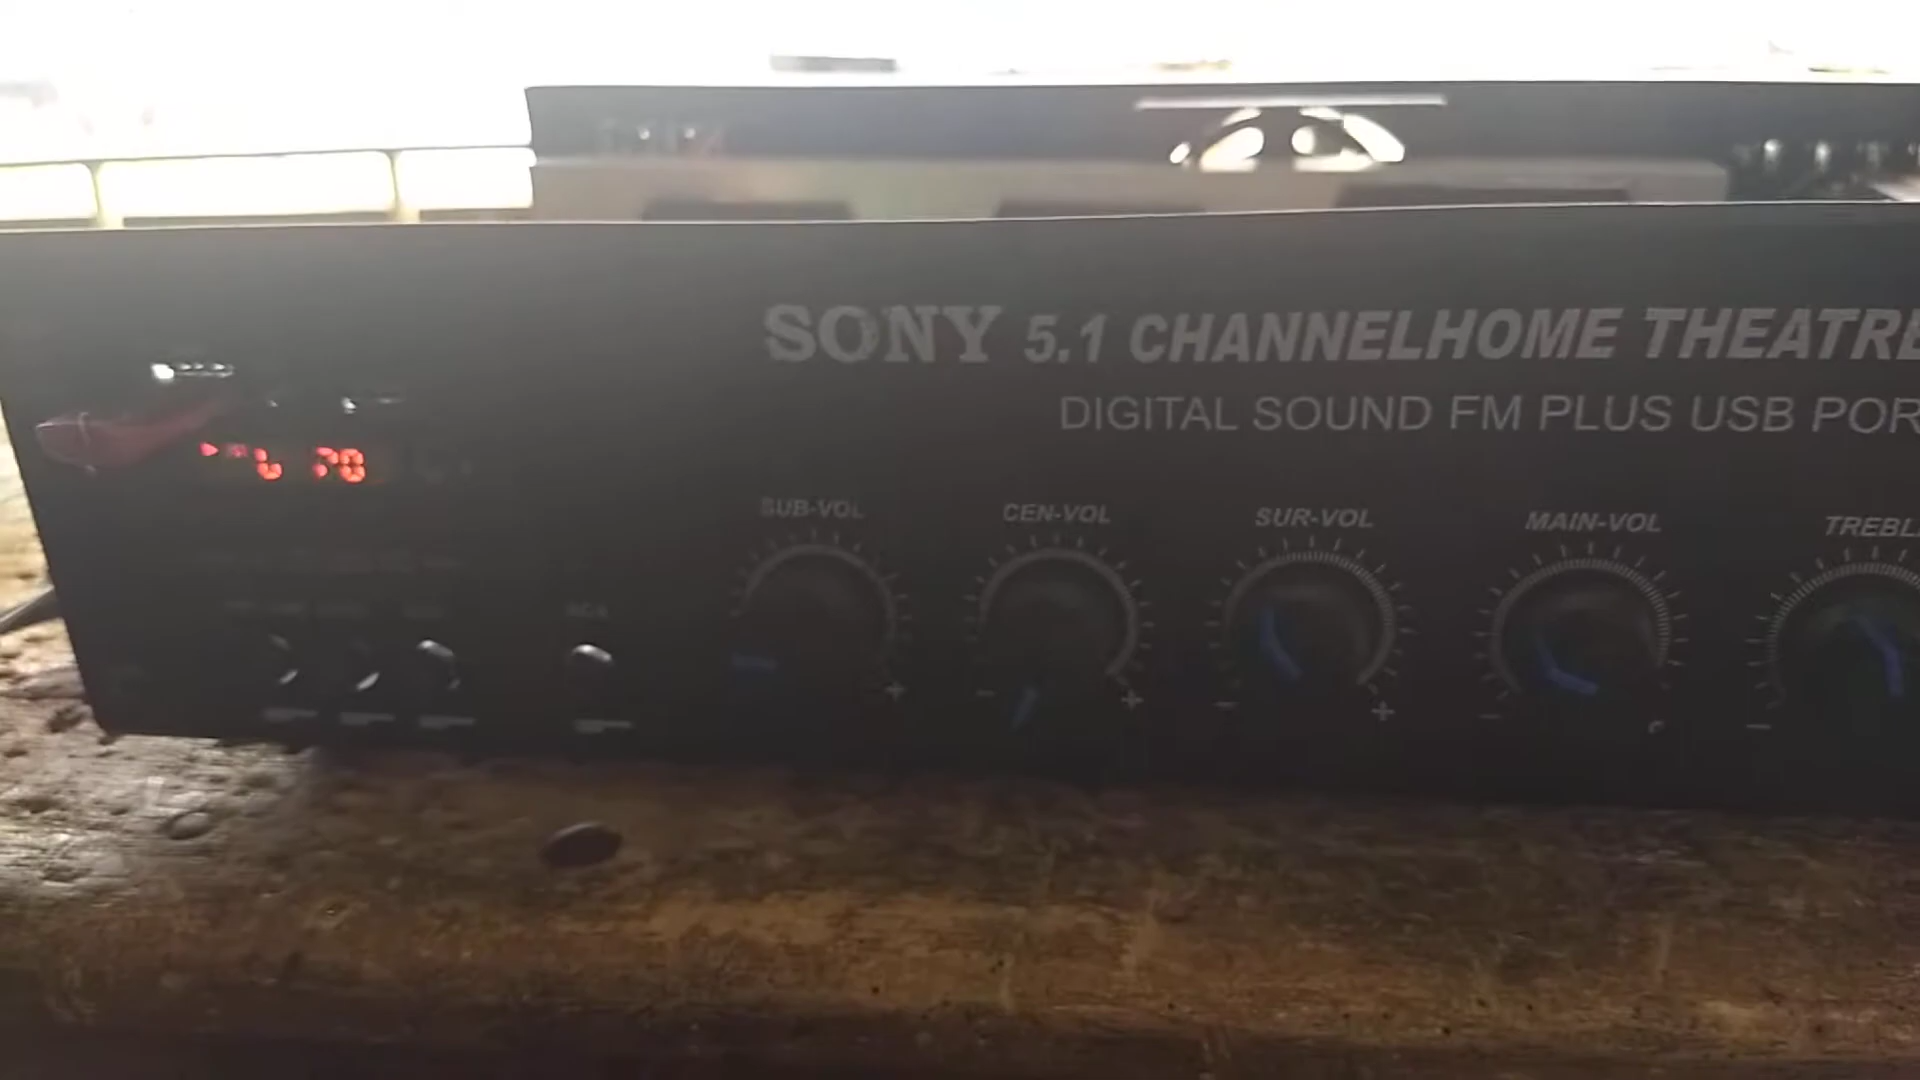 SONY 5.1 CHANNELHOME THEATRE
DIGITAL SOUND FM PLUS USB POR
SUB-VOL CEN-VOL SUR-VOL MAIN-VOL TREBL